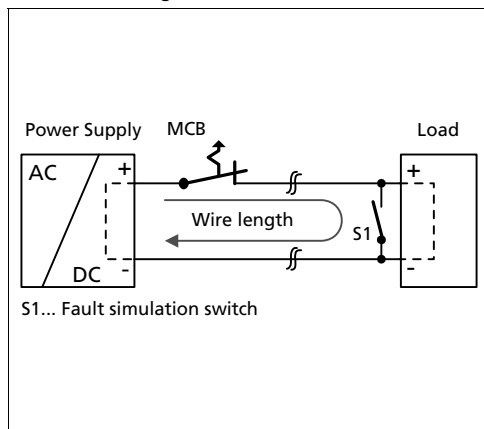 Power Supply MCB Load
AC + +
Wire length
S1
DC - -
S1... Fault simulation switch